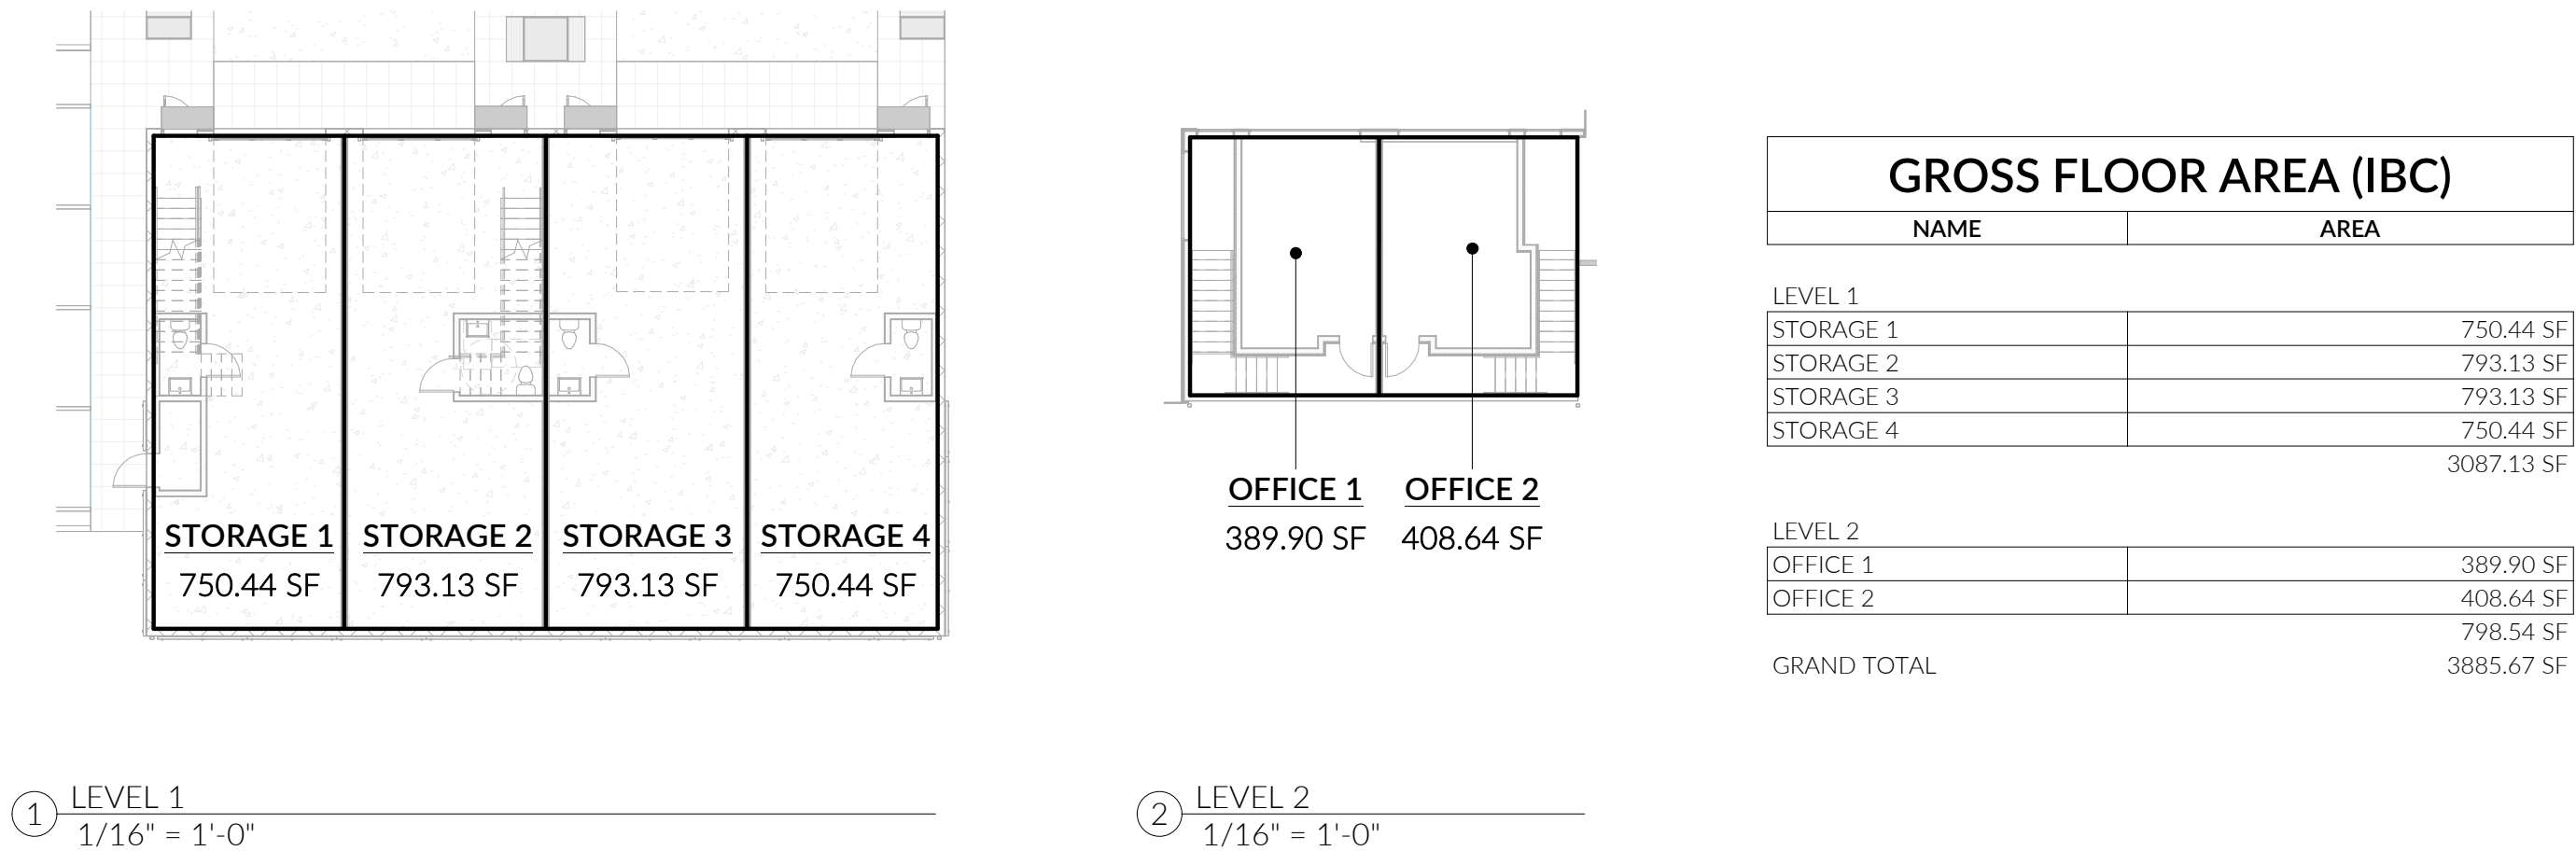 STORAGE 1
750.44 SF
STORAGE 2
793.13 SF
STORAGE 3
793.13 SF
STORAGE 4
750.44 SF
1
LEVEL 1
1/16" = 1'-0"
OFFICE 1
389.90 SF
OFFICE 2
408.64 SF
2
LEVEL 2
1/16" = 1'-0"
GROSS FLOOR AREA (IBC)
NAME AREA
LEVEL 1
STORAGE 1 750.44 SF
STORAGE 2 793.13 SF
STORAGE 3 793.13 SF
STORAGE 4 750.44 SF
3087.13 SF
LEVEL 2
OFFICE 1 389.90 SF
OFFICE 2 408.64 SF
798.54 SF
GRAND TOTAL 3885.67 SF